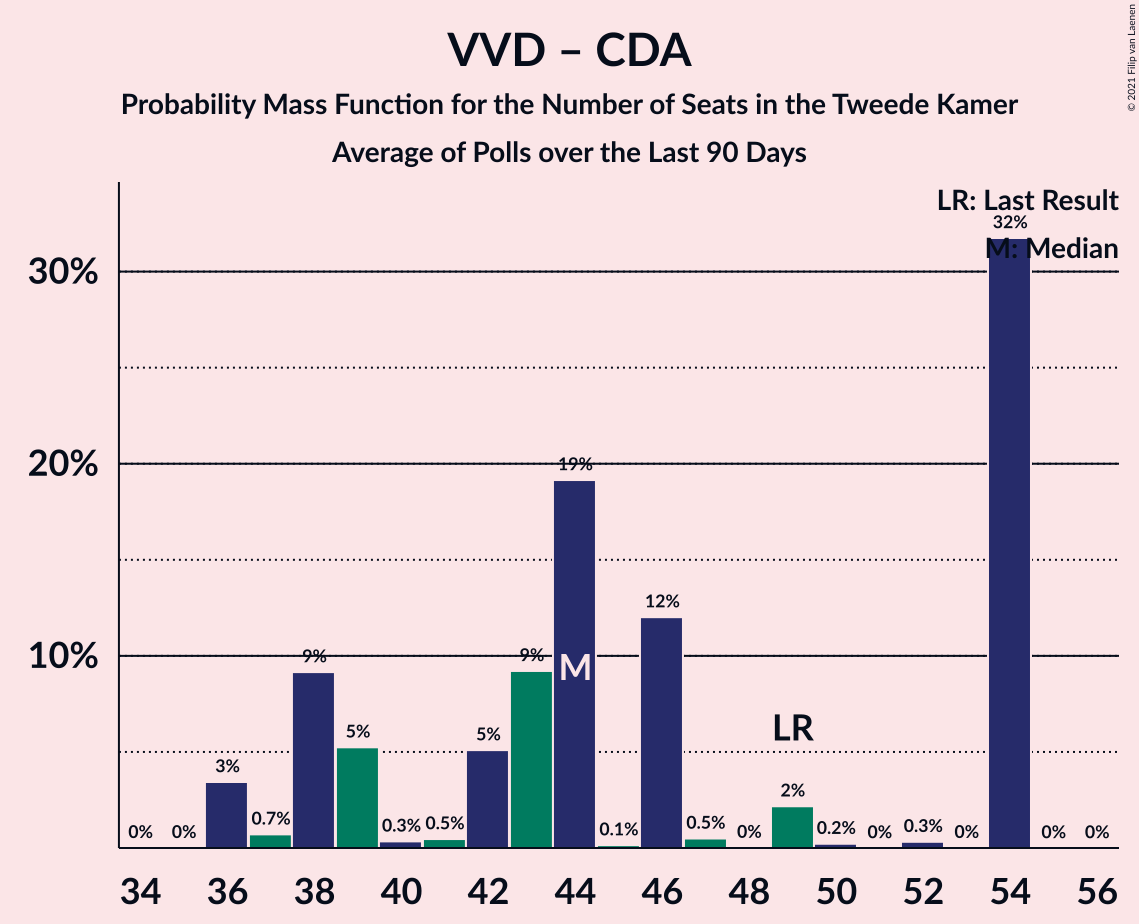 VVD – CDA
Probability Mass Function for the Number of Seats in the Tweede Kamer
Average of Polls over the Last 90 Days
© 2021 Filip van Laenen
LR: Last Result
M: Median
32%
30%
20%
19%
12%
10%
9%
9%
M
LR
5%
5%
3%
2%
0%
0%
0.7%
0.3%
0.5%
0.1%
0.5%
0%
0.2%
0%
0.3%
0%
0%
0%
34 36 38 40 42 44 46 48 50 52 54 56